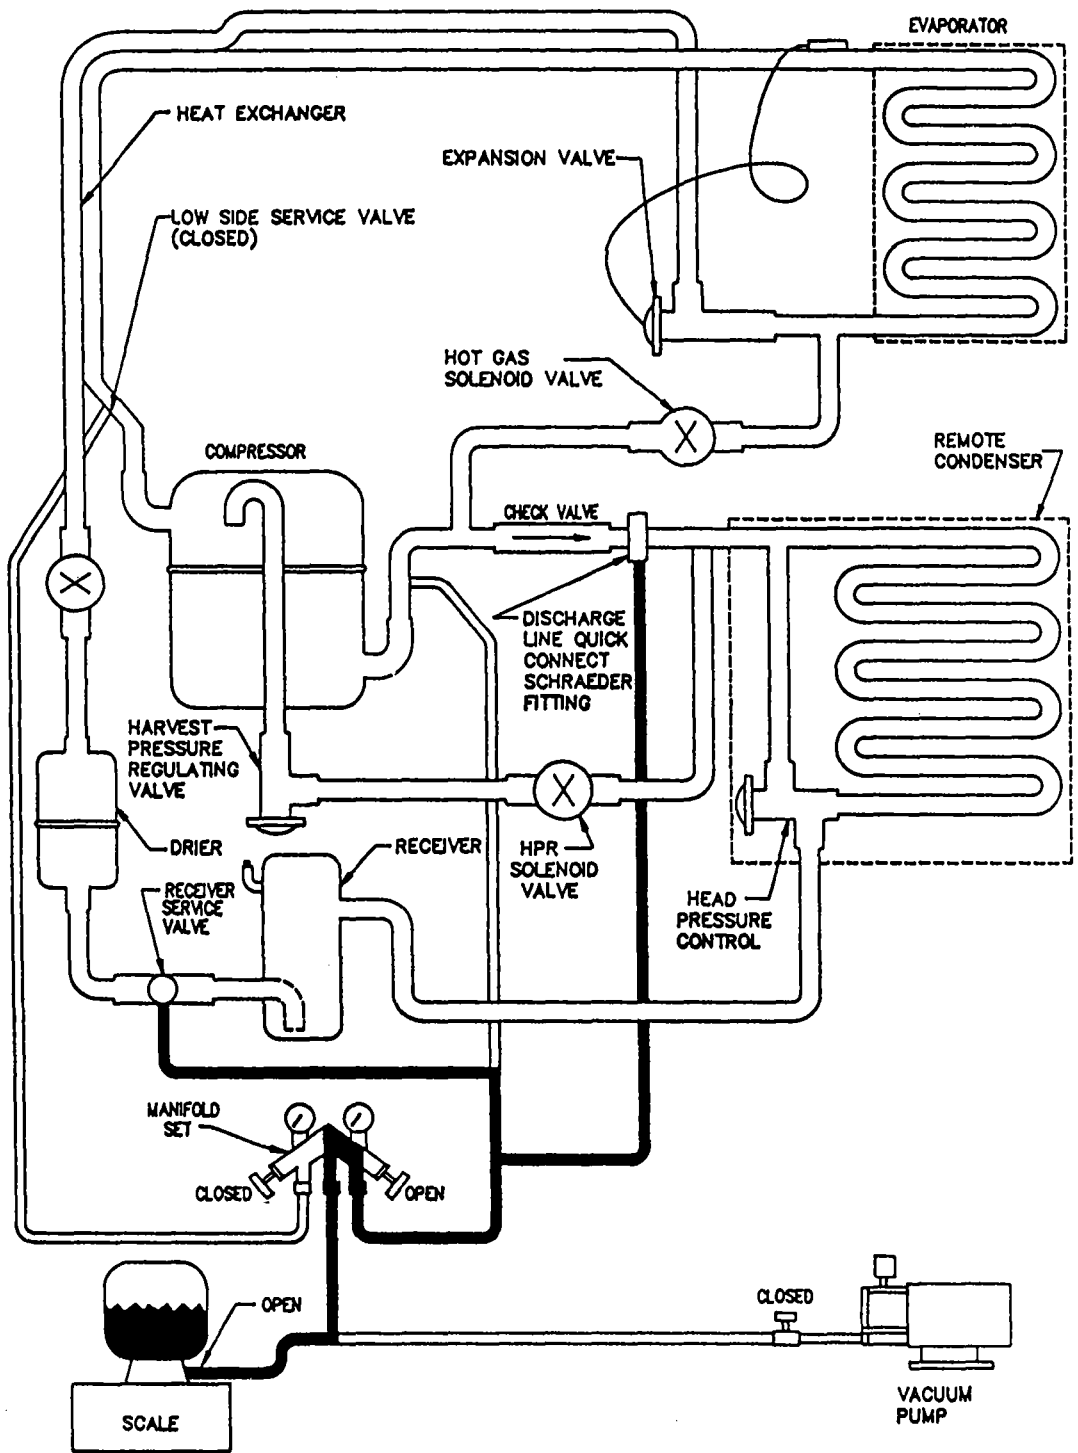 EVAPORATOR
HEAT EXCHANGER
EXPANSION VALVE
LOW SIDE SERVICE VALVE
(CLOSED)
HOT GAS
SOLENOID VALVE
REMOTE
CONDENSER
COMPRESSOR
CHECK VALVE
DISCHARGE
LINE QUICK
CONNECT
SCHRAEDER
FITTING
HARVEST
PRESSURE
REGULATING
VALVE
DRIER
RECEIVER
HPR
SOLENOID
VALVE
RECEIVER
SERVICE
VALVE
HEAD
PRESSURE
CONTROL
MANIFOLD
SET
CLOSED
OPEN
OPEN
CLOSED
SCALE
VACUUM
PUMP